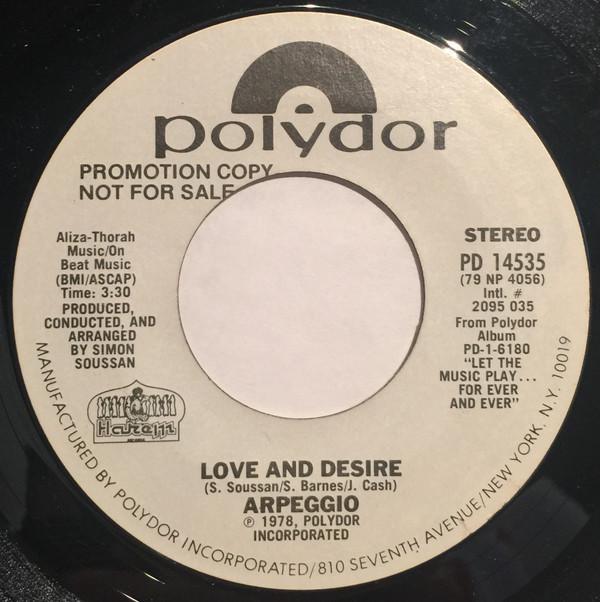 polydor
PROMOTION COPY
NOT FOR SALE
Aliza-Thorah
Music/On
Beat Music
(BMI/ASCAP)
Time: 3:30
PRODUCED,
CONDUCTED, AND
ARRANGED
BY SIMON
SOUSSAN
STEREO
PD 14535
(79 NP 4056)
Intl. #
2095 035
From Polydor
Album
PD-1-6180
"LET THE
MUSIC PLAY...
FOR EVER
AND EVER"
Harem
RECORDS
LOVE AND DESIRE
(S. Soussan/S. Barnes/J. Cash)
ARPEGGIO
℗ 1978, POLYDOR
INCORPORATED
MANUFACTURED BY POLYDOR INCORPORATED/810 SEVENTH AVENUE/NEW YORK, N.Y. 10019